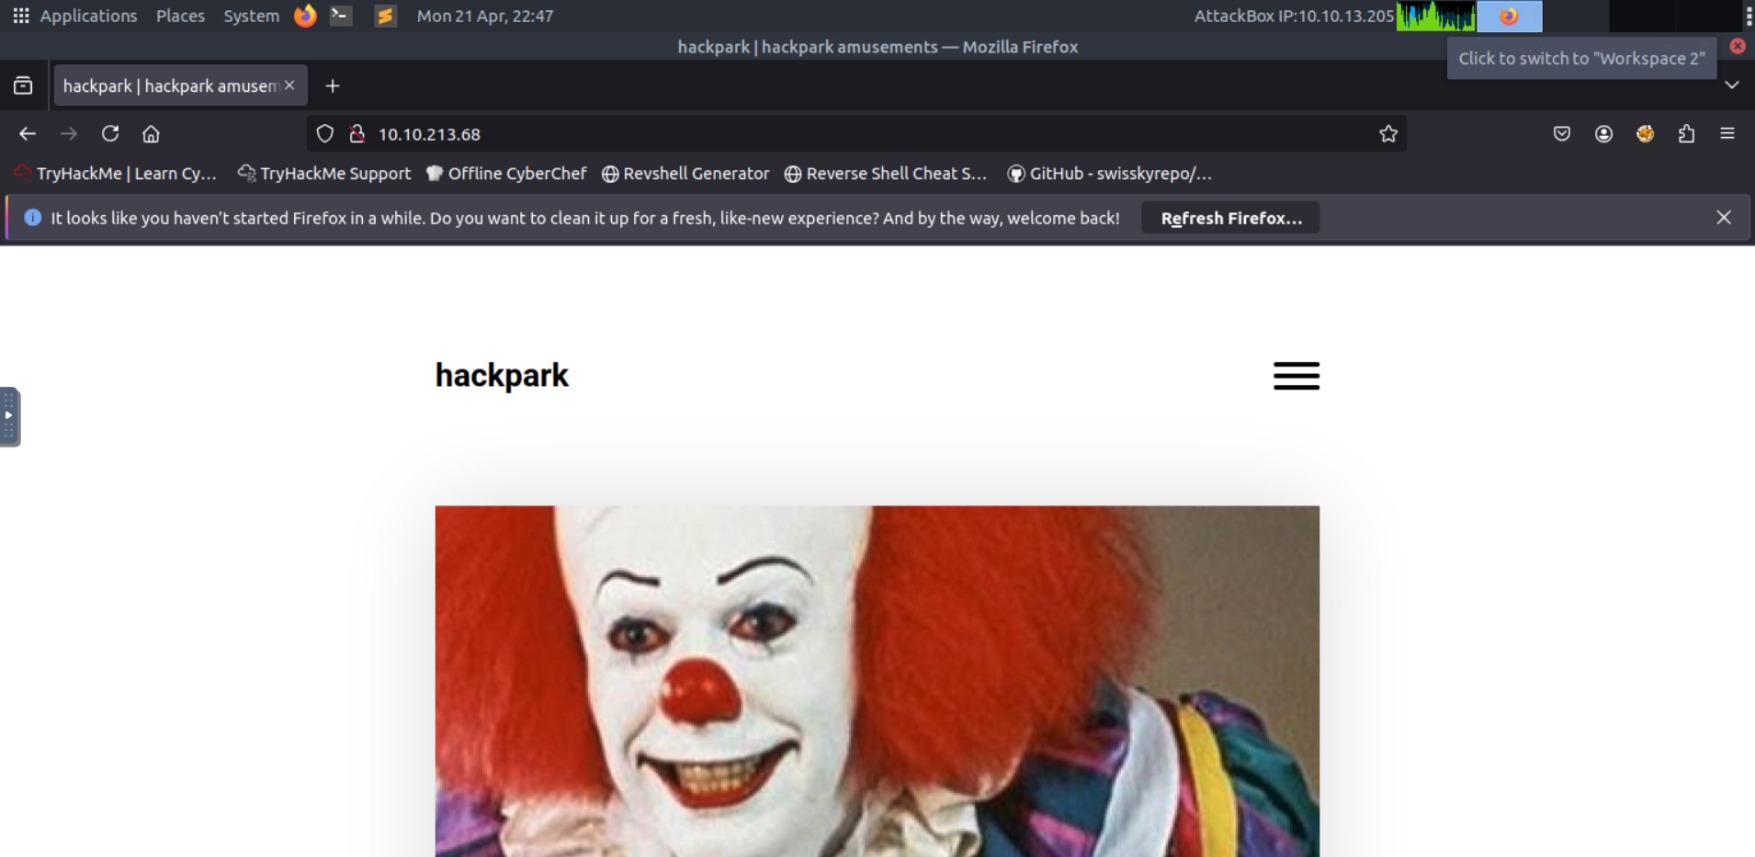 Applications Places System Mon 21 Apr, 22:47 AttackBox IP:10.10.13.205
hackpark | hackpark amusements — Mozilla Firefox
Click to switch to "Workspace 2"
hackpark | hackpark amusem
10.10.213.68
TryHackMe | Learn Cy... TryHackMe Support Offline CyberChef Revshell Generator Reverse Shell Cheat S... GitHub - swisskyrepo/...
It looks like you haven't started Firefox in a while. Do you want to clean it up for a fresh, like-new experience? And by the way, welcome back! Refresh Firefox...
hackpark